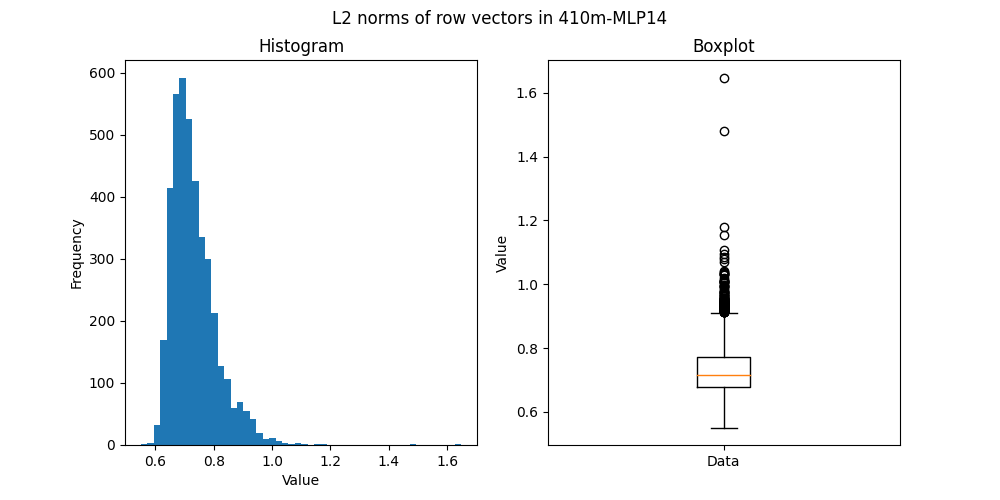 L2 norms of row vectors in 410m-MLP14
Histogram
Frequency
600
500
400
300
200
100
0
0.6 0.8 1.0 1.2 1.4 1.6
Value
Boxplot
Value
1.6
1.4
1.2
1.0
0.8
0.6
Data